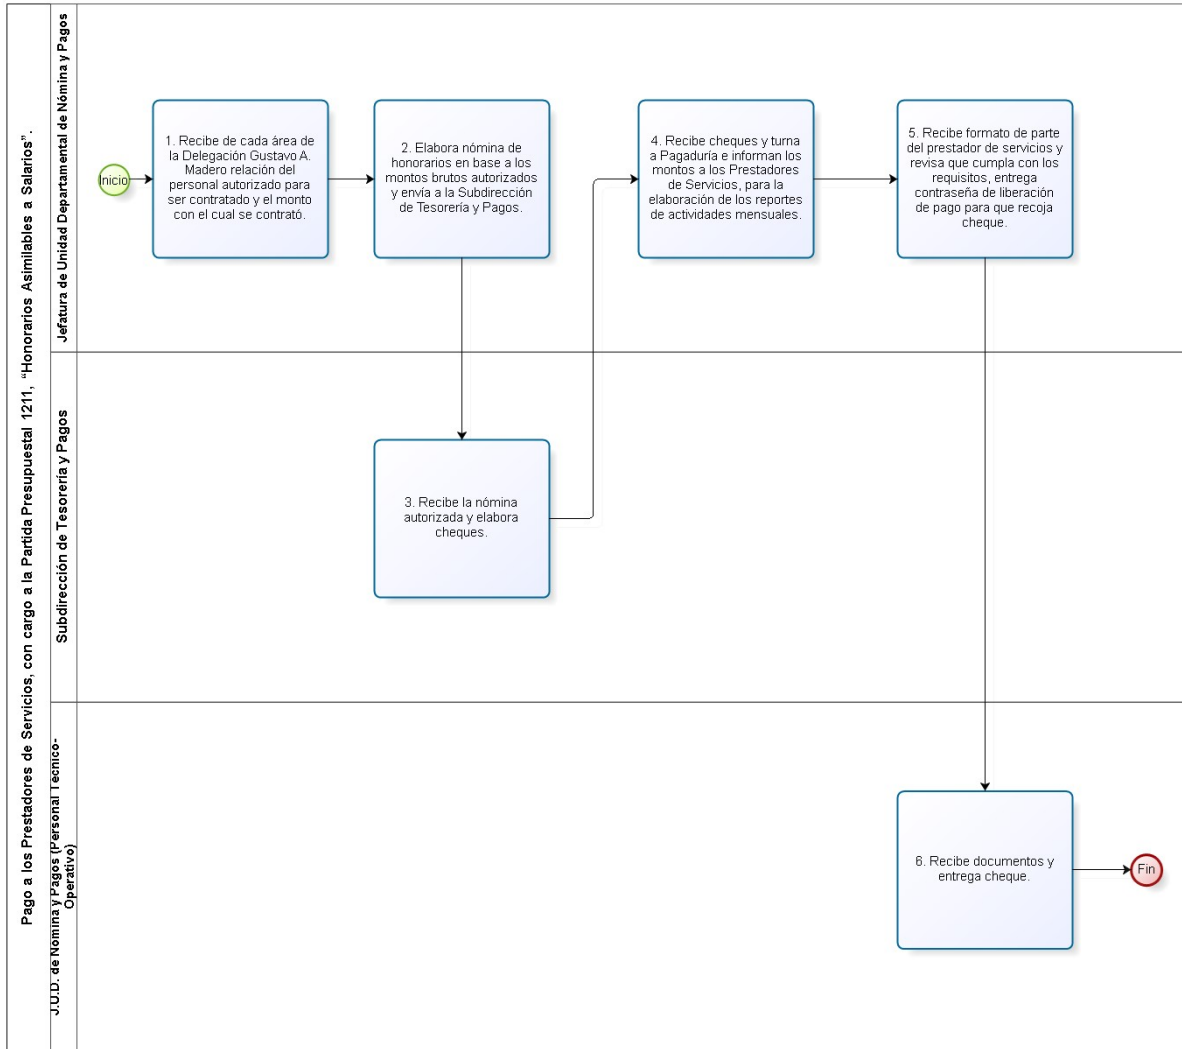 Pago a los Prestadores de Servicios, con cargo a la Partida Presupuestal 1211, “Honorarios Asimilables a Salarios”.
Jefatura de Unidad Departamental de Nómina y Pagos
Inicio
1. Recibe de cada área de
la Delegación Gustavo A.
Madero relación del
personal autorizado para
ser contratado y el monto
con el cual se contrató.
2. Elabora nómina de
honorarios en base a los
montos brutos autorizados
y envía a la Subdirección
de Tesorería y Pagos.
4. Recibe cheques y turna
a Pagaduría e informan los
montos a los Prestadores
de Servicios, para la
elaboración de los reportes
de actividades mensuales.
5. Recibe formato de parte
del prestador de servicios y
revisa que cumpla con los
requisitos, entrega
contraseña de liberación
de pago para que recoja
cheque.
Subdirección de Tesorería y Pagos
3. Recibe la nómina
autorizada y elabora
cheques.
J.U.D. de Nómina y Pagos (Personal Técnico-
Operativo)
6. Recibe documentos y
entrega cheque.
Fin